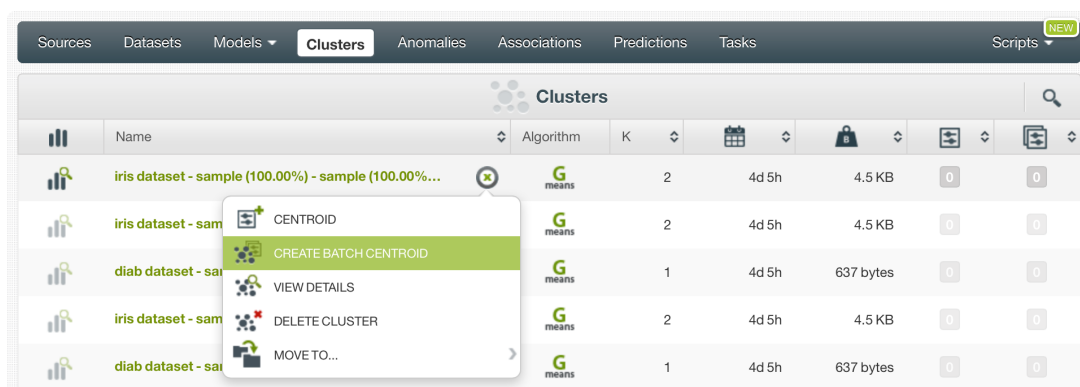 NEW
Sources Datasets Models Clusters Anomalies Associations Predictions Tasks Scripts
Clusters
Name Algorithm K B
iris dataset - sample (100.00%) - sample (100.00%... G means 2 4d 5h 4.5 KB 0 0
iris dataset - sam G means 2 4d 5h 4.5 KB 0 0
diab dataset - sa G means 1 4d 5h 637 bytes 0 0
iris dataset - sam G means 2 4d 5h 4.5 KB 0 0
diab dataset - sa G means 1 4d 5h 637 bytes 0 0
CENTROID
CREATE BATCH CENTROID
VIEW DETAILS
DELETE CLUSTER
MOVE TO...